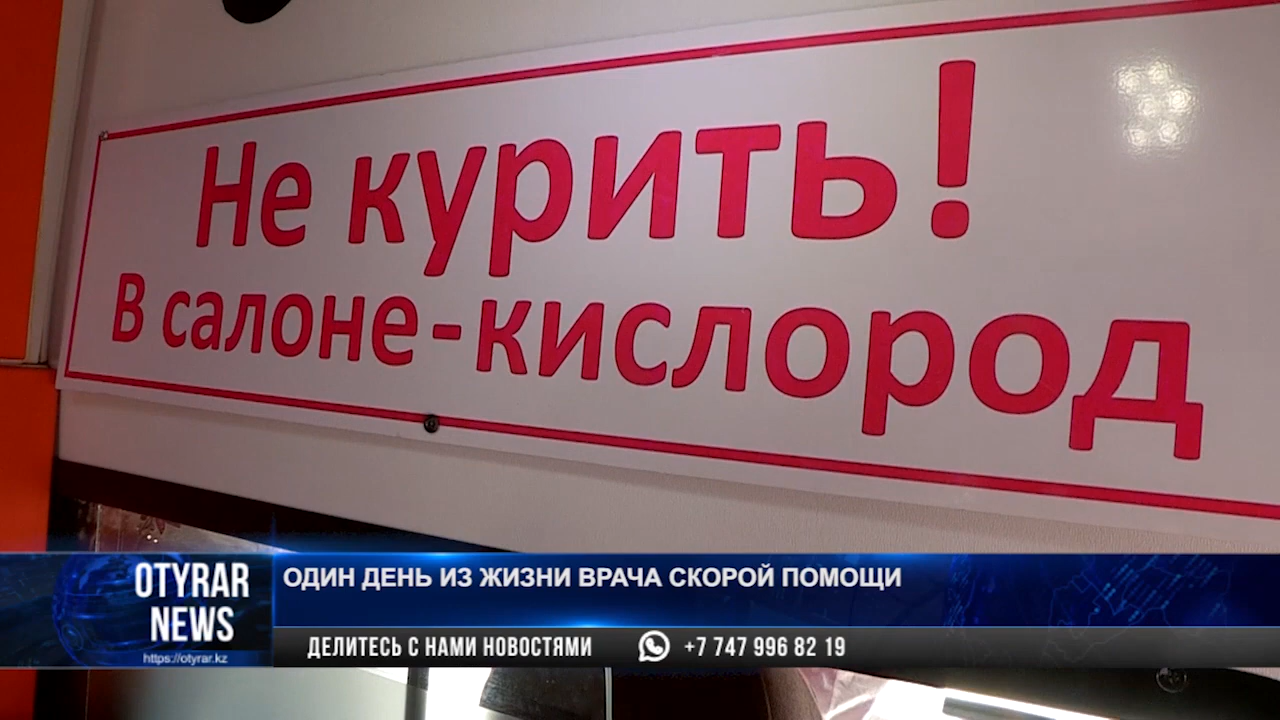 Не курить!
В салоне - кислород
OTYRAR
NEWS
https://otyrar.kz
ОДИН ДЕНЬ ИЗ ЖИЗНИ ВРАЧА СКОРОЙ ПОМОЩИ
ДЕЛИТЕСЬ С НАМИ НОВОСТЯМИ +7 747 996 82 19